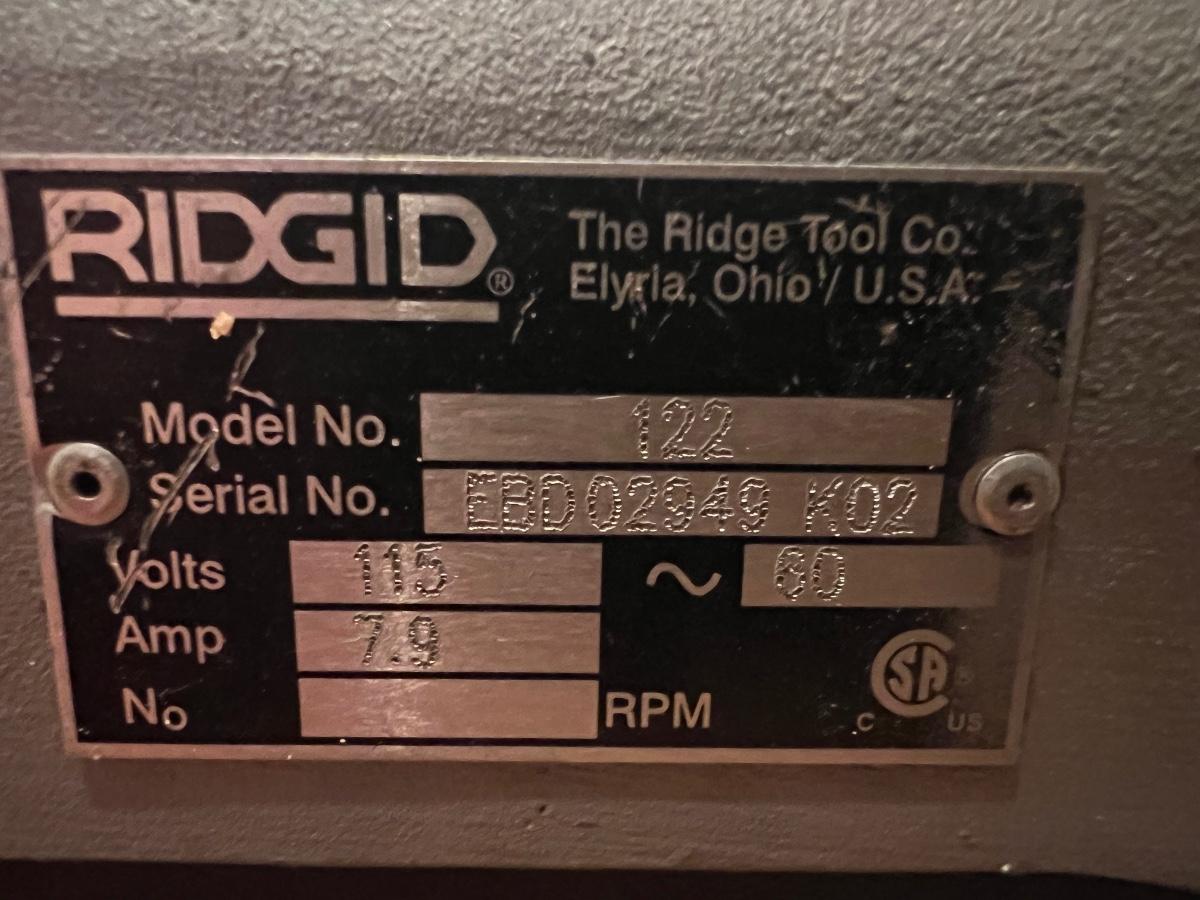 RIDGID®
The Ridge Tool Co.
Elyria, Ohio / U.S.A.
Model No. 122
Serial No. EBD02949 K02
Volts 115 ~ 60
Amp 7.9
No RPM
CSA ®
C US